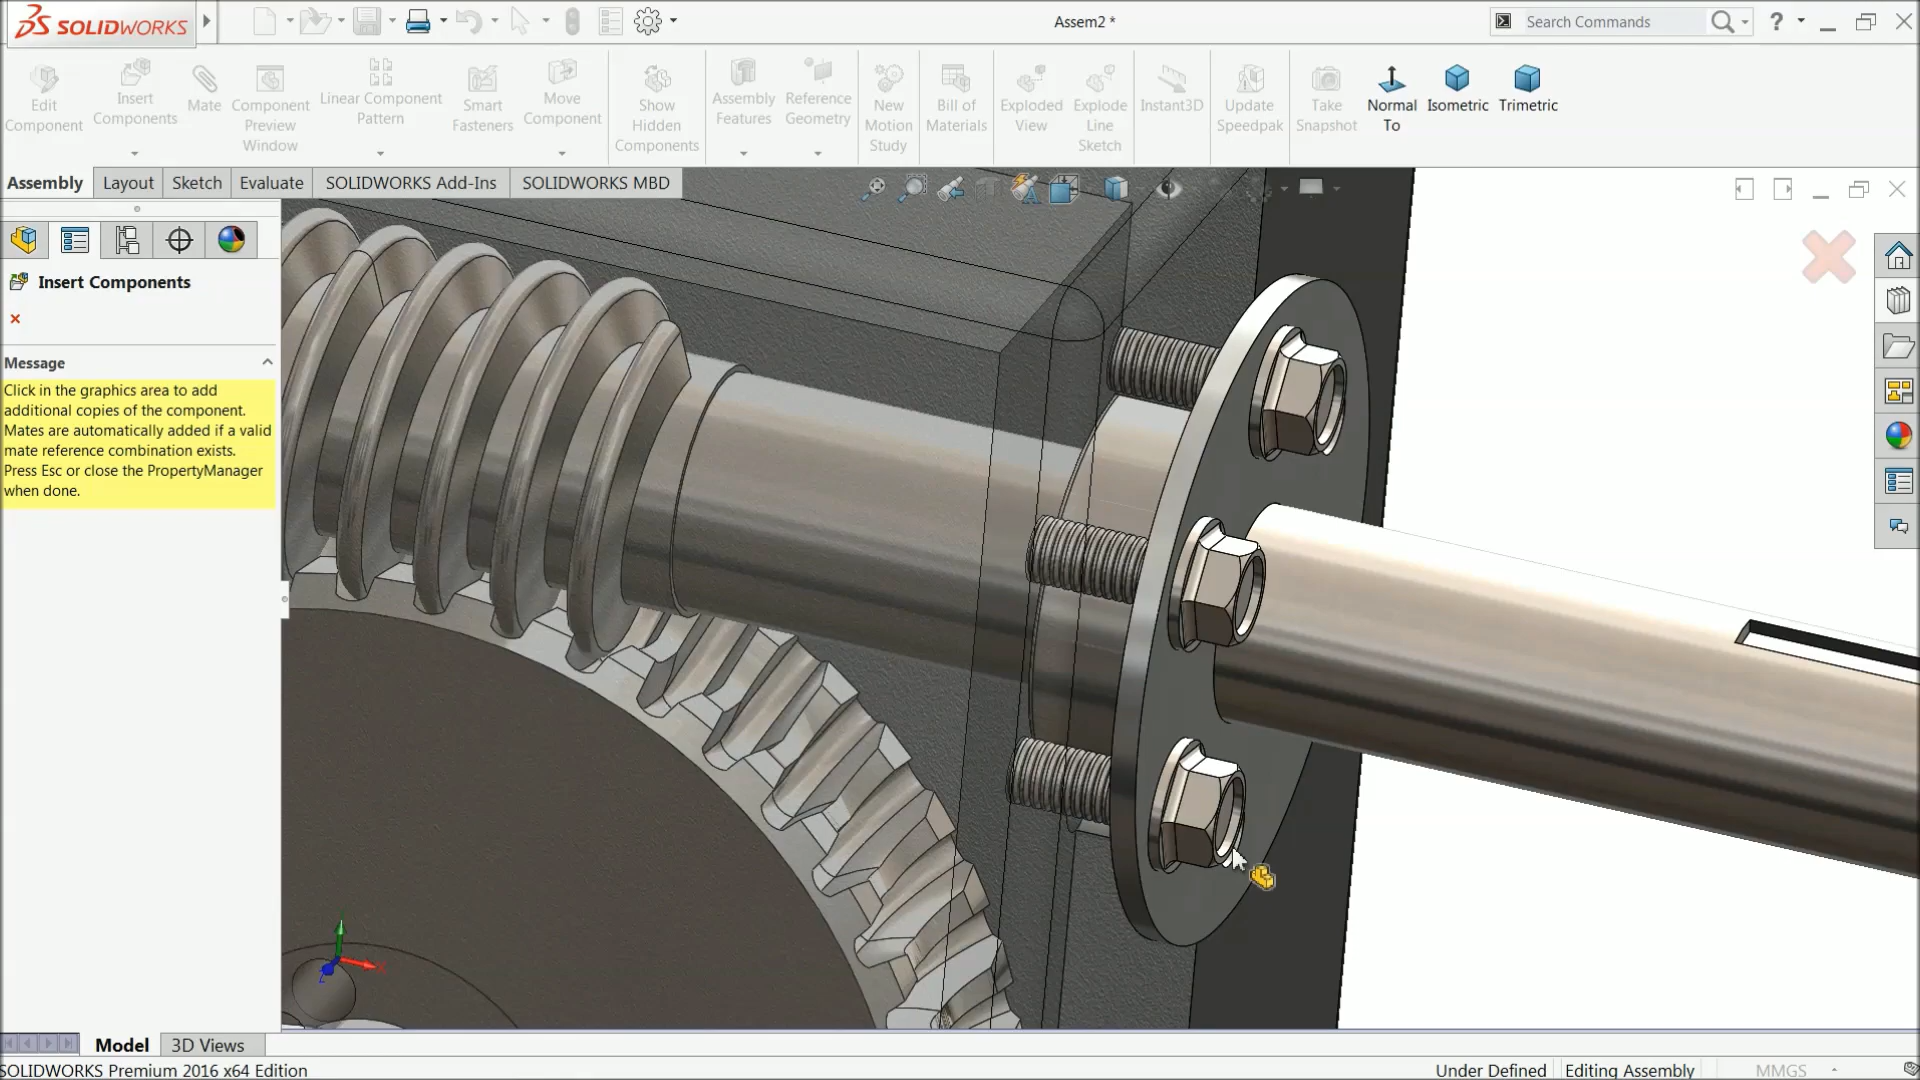 SOLIDWORKS
Assem2 *
Search Commands
?
Edit Component
Insert Components
Mate
Component Preview Window
Linear Component Pattern
Smart Fasteners
Move Component
Show Hidden Components
Assembly Features
Reference Geometry
New Motion Study
Bill of Materials
Exploded View
Explode Line Sketch
Instant3D
Update Speedpak
Take Snapshot
Normal To
Isometric
Trimetric
Assembly
Layout
Sketch
Evaluate
SOLIDWORKS Add-Ins
SOLIDWORKS MBD
Insert Components
Message
Click in the graphics area to add
additional copies of the component.
Mates are automatically added if a valid
mate reference combination exists.
Press Esc or close the PropertyManager
when done.
X
Z
Model
3D Views
SOLIDWORKS Premium 2016 x64 Edition
Under Defined
Editing Assembly
MMGS